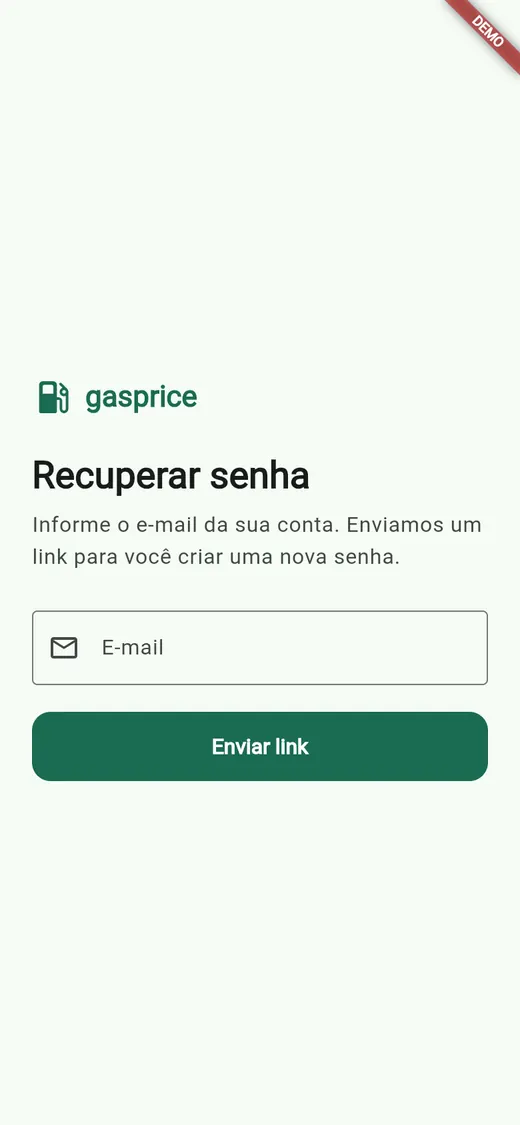 DEMO
gasprice
Recuperar senha
Informe o e-mail da sua conta. Enviamos um
link para você criar uma nova senha.
E-mail
Enviar link